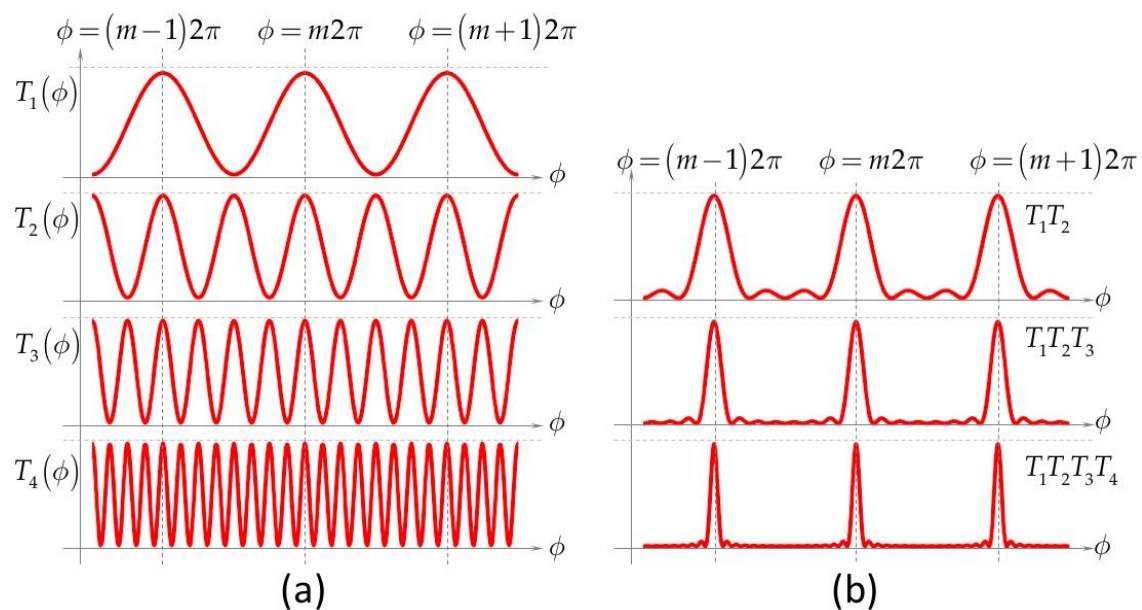 ϕ=(m−1)2π ϕ=m2π ϕ=(m+1)2π
T₁(ϕ)
ϕ
T₂(ϕ)
ϕ
T₃(ϕ)
ϕ
T₄(ϕ)
ϕ
(a)
ϕ=(m−1)2π ϕ=m2π ϕ=(m+1)2π
T₁T₂
ϕ
T₁T₂T₃
ϕ
T₁T₂T₃T₄
ϕ
(b)